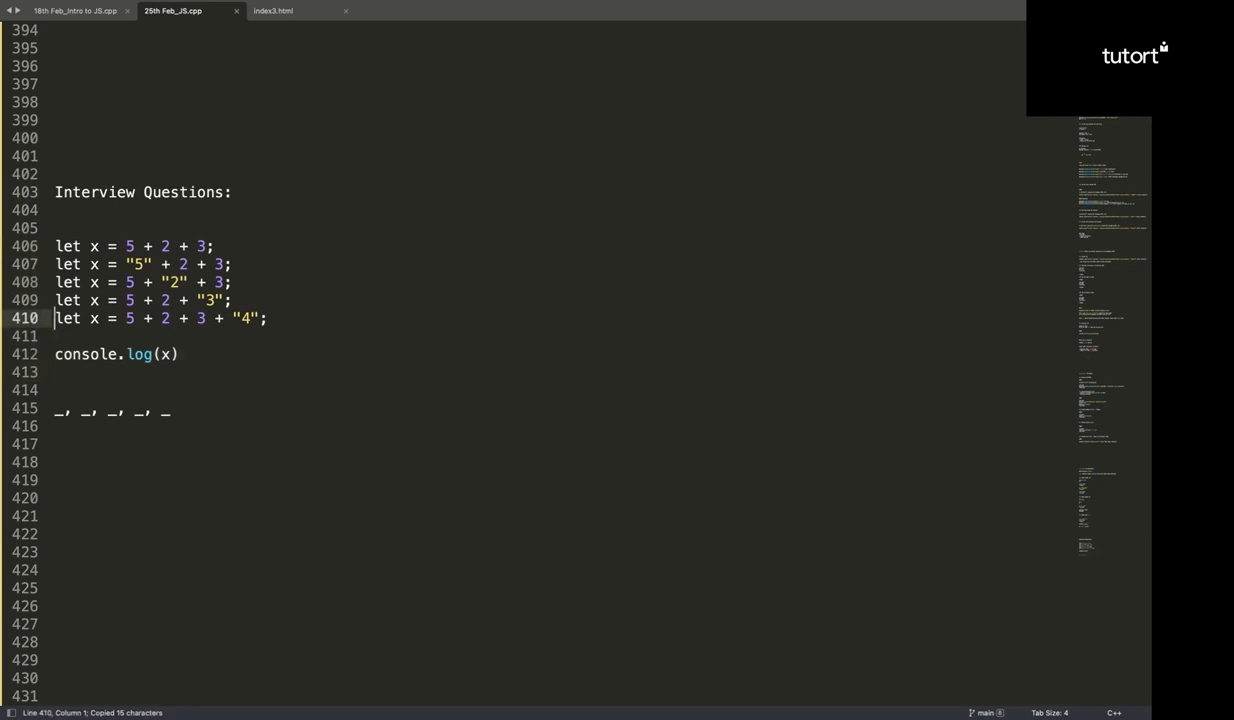 18th Feb_Intro to JS.cpp 25th Feb_JS.cpp index3.html
tutort
394
395
396
397
398
399
400
401
402
403 Interview Questions:
404
405
406 let x = 5 + 2 + 3;
407 let x = "5" + 2 + 3;
408 let x = 5 + "2" + 3;
409 let x = 5 + 2 + "3";
410 let x = 5 + 2 + 3 + "4";
411
412 console.log(x)
413
414
415 _, _, _, _, _
416
417
418
419
420
421
422
423
424
425
426
427
428
429
430
431
Line 410, Column 1; Copied 15 characters main 8 Tab Size: 4 C++